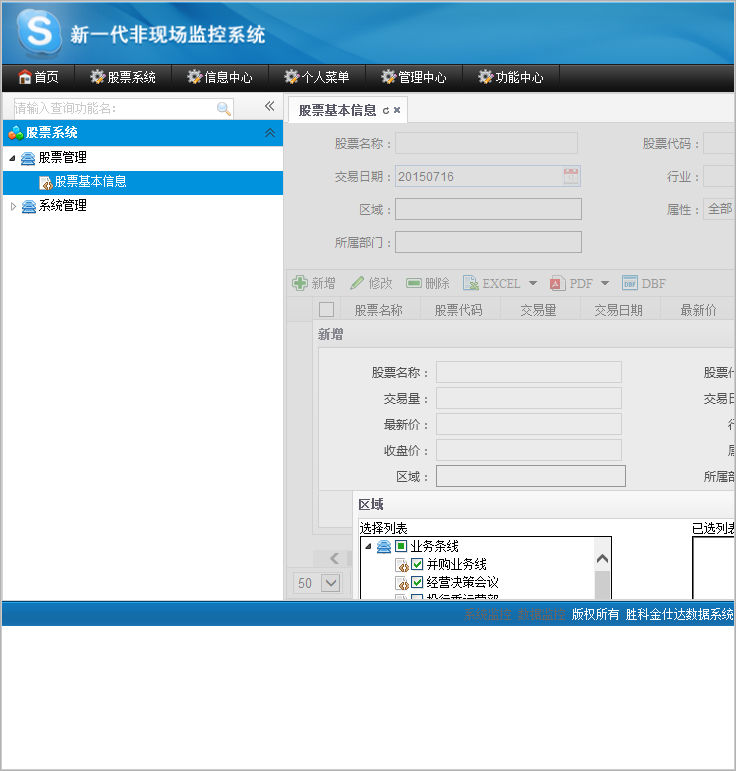 S 新一代非现场监控系统
首页 股票系统 信息中心 个人菜单 管理中心 功能中心
请输入查询功能名:
股票系统
股票管理
股票基本信息
系统管理
股票基本信息
股票名称： 股票代码：
交易日期： 20150716 行业：
区域： 属性： 全部
所属部门：
新增 修改 删除 EXCEL PDF DBF DBF
股票名称 股票代码 交易量 交易日期 最新价
新增
股票名称： 股票
交易量： 交易
最新价：
收盘价：
区域： 所属
区域
选择列表 已选列表
业务条线
并购业务线
经营决策会议
50
系统监控 数据监控 版权所有 胜科金仕达数据系统